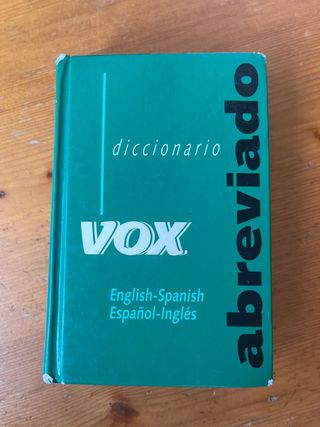 diccionario
VOX
English-Spanish
Español-Inglés
abreviado